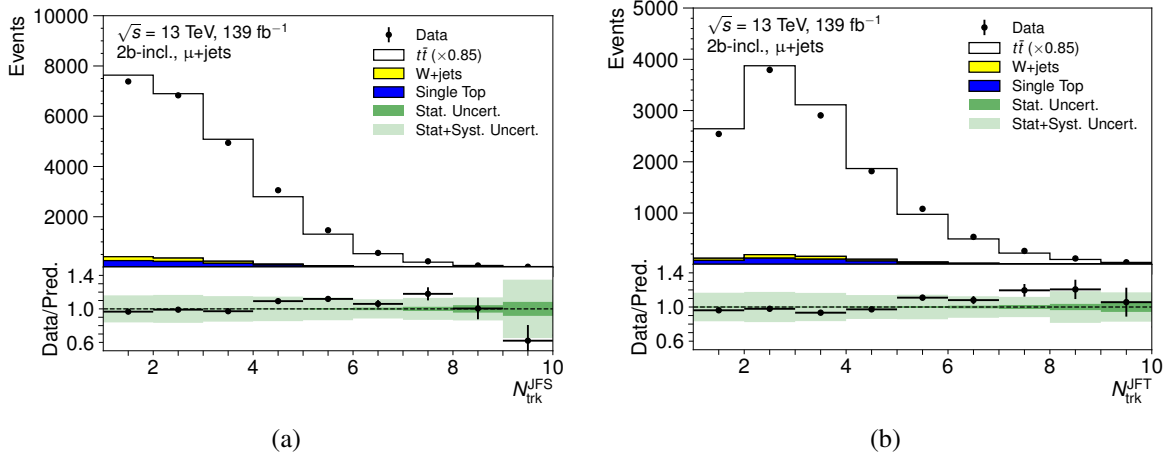 10000
8000
6000
4000
2000
Events
√s = 13 TeV, 139 fb⁻¹
2b-incl., μ+jets
Data
tt̄ (×0.85)
W+jets
Single Top
Stat. Uncert.
Stat+Syst. Uncert.
1.4
1.0
0.6
Data/Pred.
2 4 6 8 10
N_trk^JFS
(a)
5000
4000
3000
2000
1000
Events
√s = 13 TeV, 139 fb⁻¹
2b-incl., μ+jets
Data
tt̄ (×0.85)
W+jets
Single Top
Stat. Uncert.
Stat+Syst. Uncert.
1.4
1.0
0.6
Data/Pred.
2 4 6 8 10
N_trk^JFT
(b)